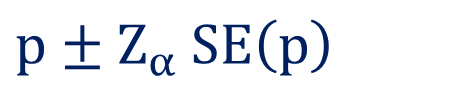 p ± Zα SE(p)